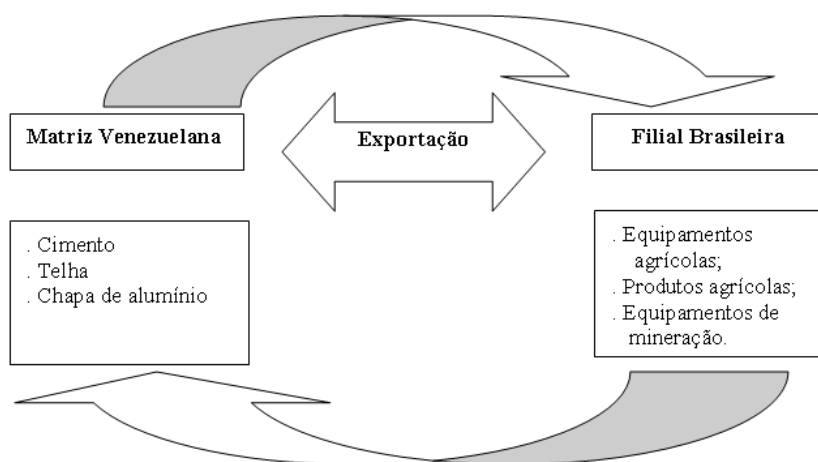 Matriz Venezuelana
Exportação
Filial Brasileira
. Cimento
. Telha
. Chapa de alumínio
. Equipamentos
agrícolas;
. Produtos agrícolas;
. Equipamentos de
mineração.